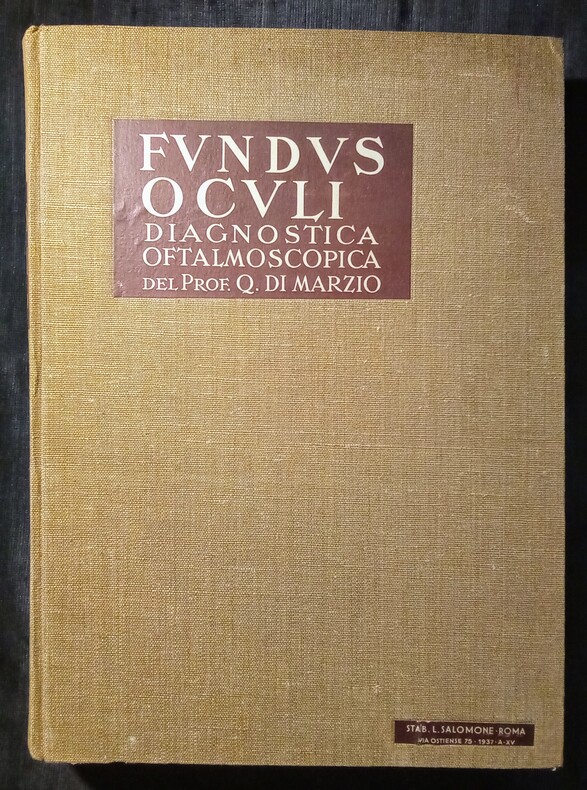 FVNDVS
OCVLI
DIAGNOSTICA
OFTALMOSCOPICA
DEL PROF. Q. DI MARZIO
STAB. L. SALOMONE · ROMA
VIA OSTIENSE 75 · 1937 · A · XV